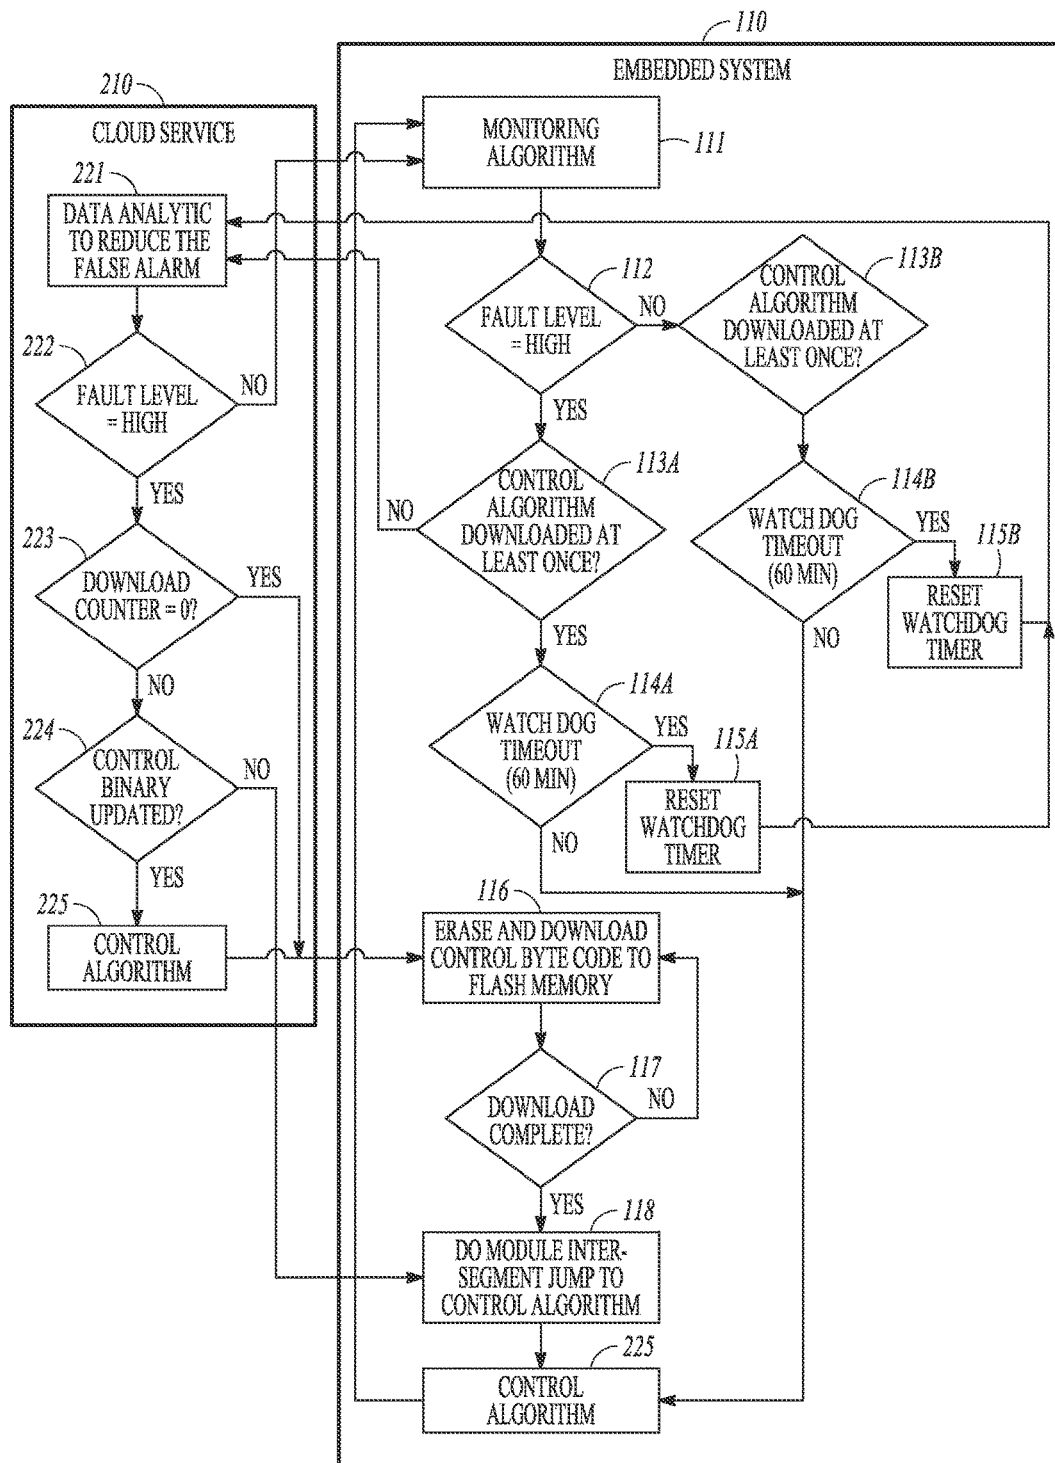 110
EMBEDDED SYSTEM
210
CLOUD SERVICE
MONITORING
ALGORITHM
111
221
DATA ANALYTIC
TO REDUCE THE
FALSE ALARM
112
FAULT LEVEL
= HIGH
NO
YES
113B
CONTROL
ALGORITHM
DOWNLOADED AT
LEAST ONCE?
222
FAULT LEVEL
= HIGH
NO
YES
113A
CONTROL
ALGORITHM
DOWNLOADED AT
LEAST ONCE?
NO
YES
114B
WATCH DOG
TIMEOUT
(60 MIN)
YES
NO
115B
RESET
WATCHDOG
TIMER
223
DOWNLOAD
COUNTER = 0?
YES
NO
114A
WATCH DOG
TIMEOUT
(60 MIN)
YES
NO
115A
RESET
WATCHDOG
TIMER
224
CONTROL
BINARY
UPDATED?
NO
YES
225
CONTROL
ALGORITHM
116
ERASE AND DOWNLOAD
CONTROL BYTE CODE TO
FLASH MEMORY
117
DOWNLOAD
COMPLETE?
NO
YES
118
DO MODULE INTER-
SEGMENT JUMP TO
CONTROL ALGORITHM
225
CONTROL
ALGORITHM